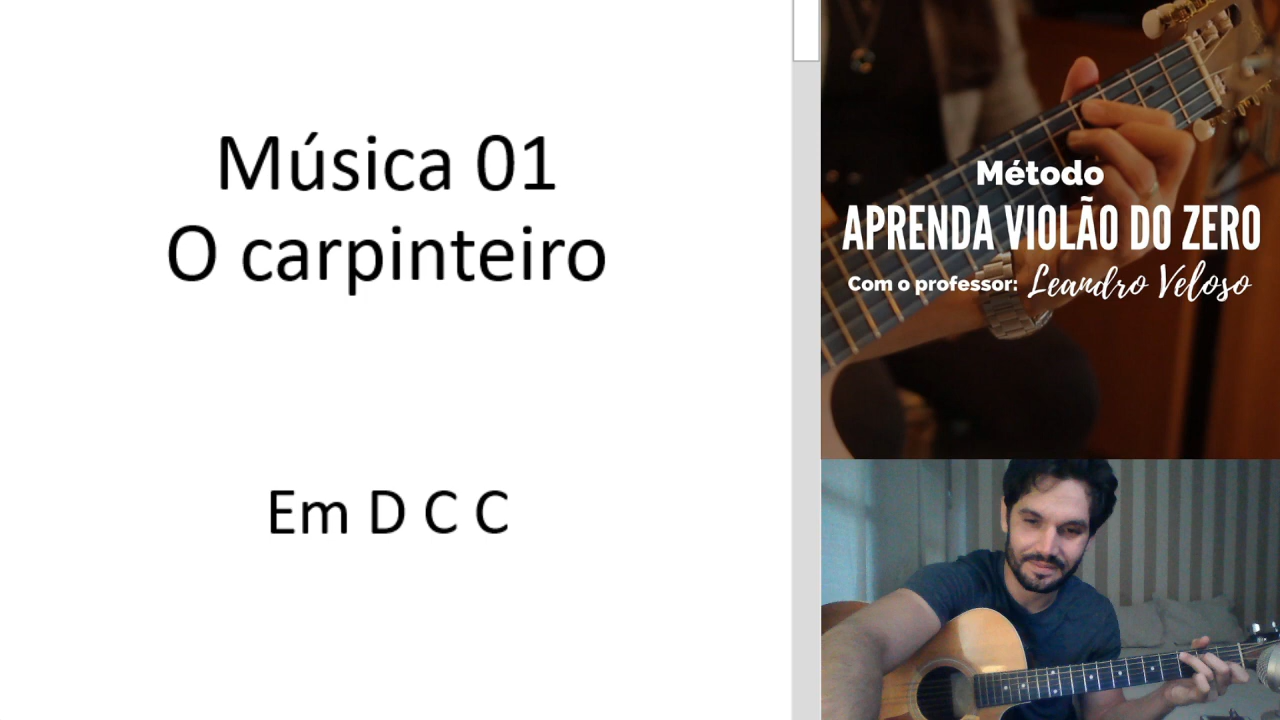 Música 01
O carpinteiro
Em D C C
Método
APRENDA VIOLÃO DO ZERO
Com o professor: Leandro Veloso